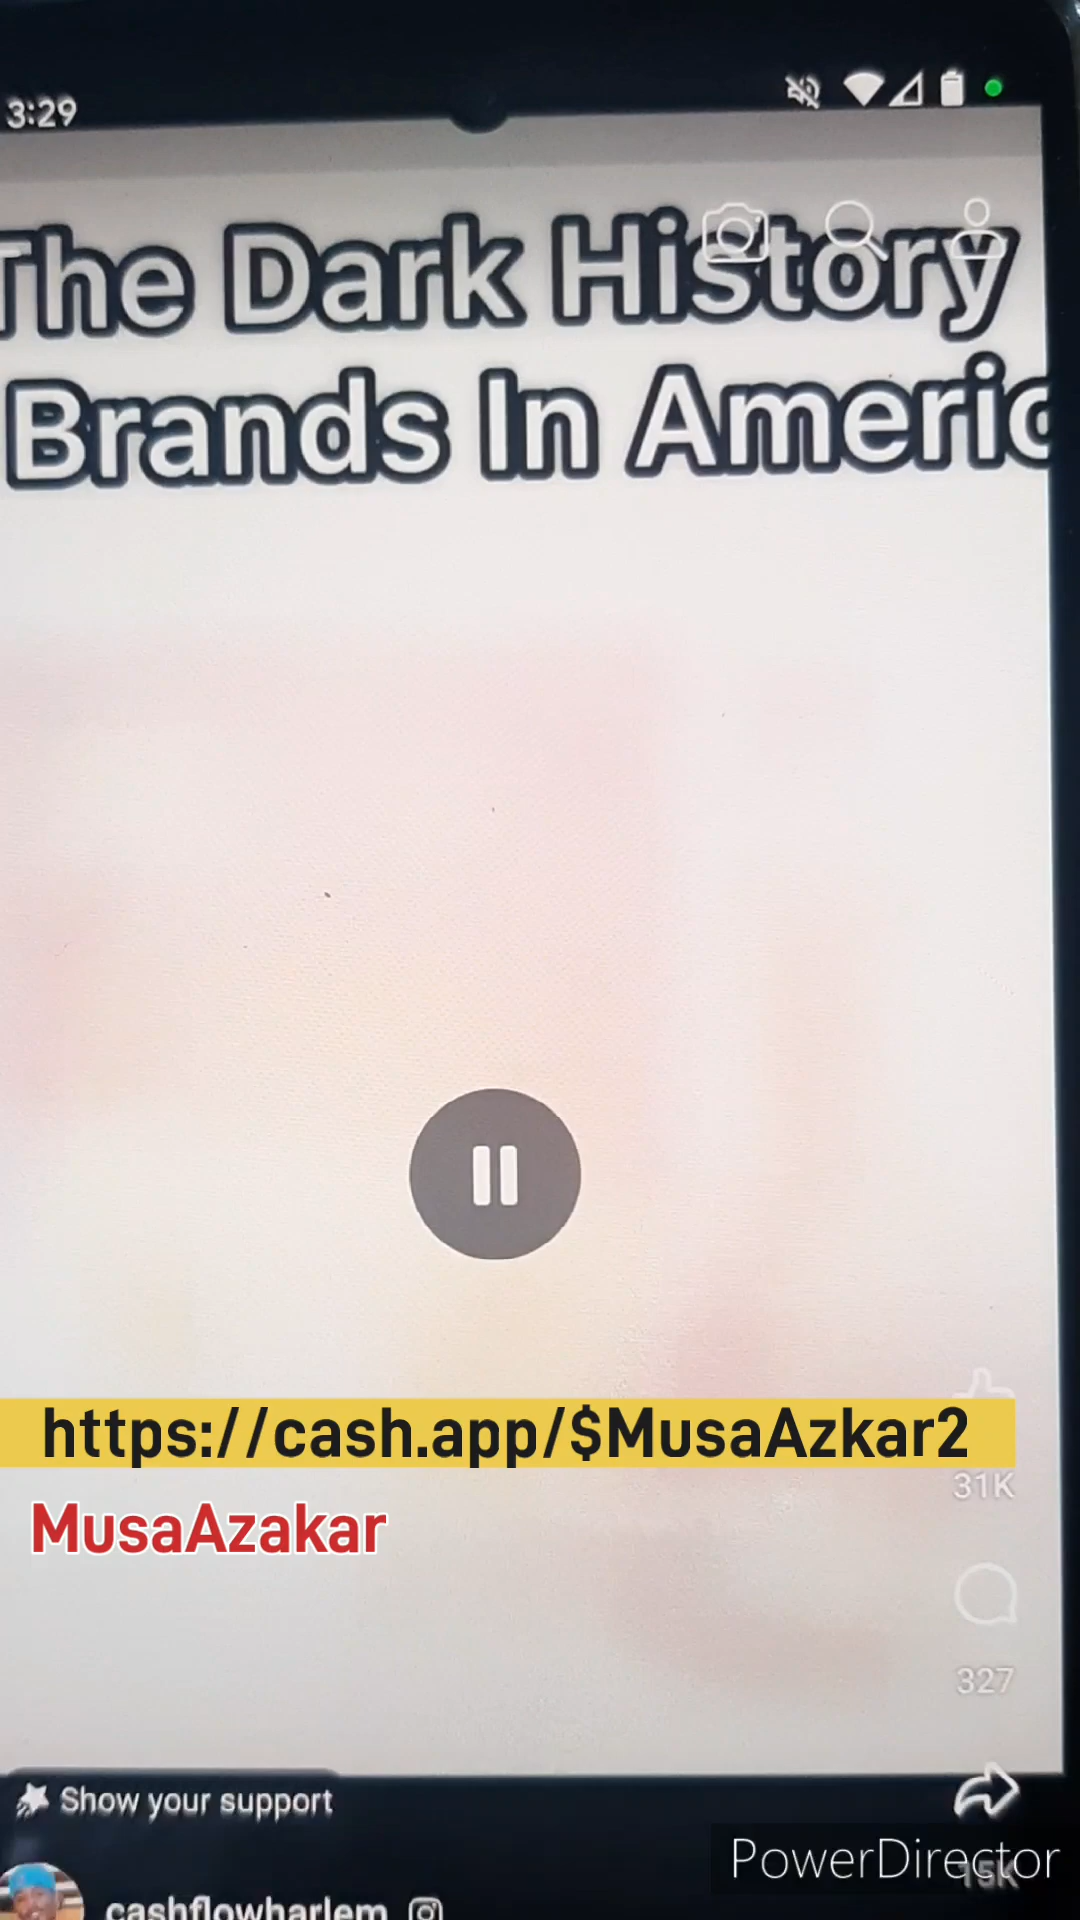 3:29
The Dark History
Brands In Americ
https://cash.app/$MusaAzkar2
31K
MusaAzakar
327
Show your support
PowerDirector
15K
cashflowharlem